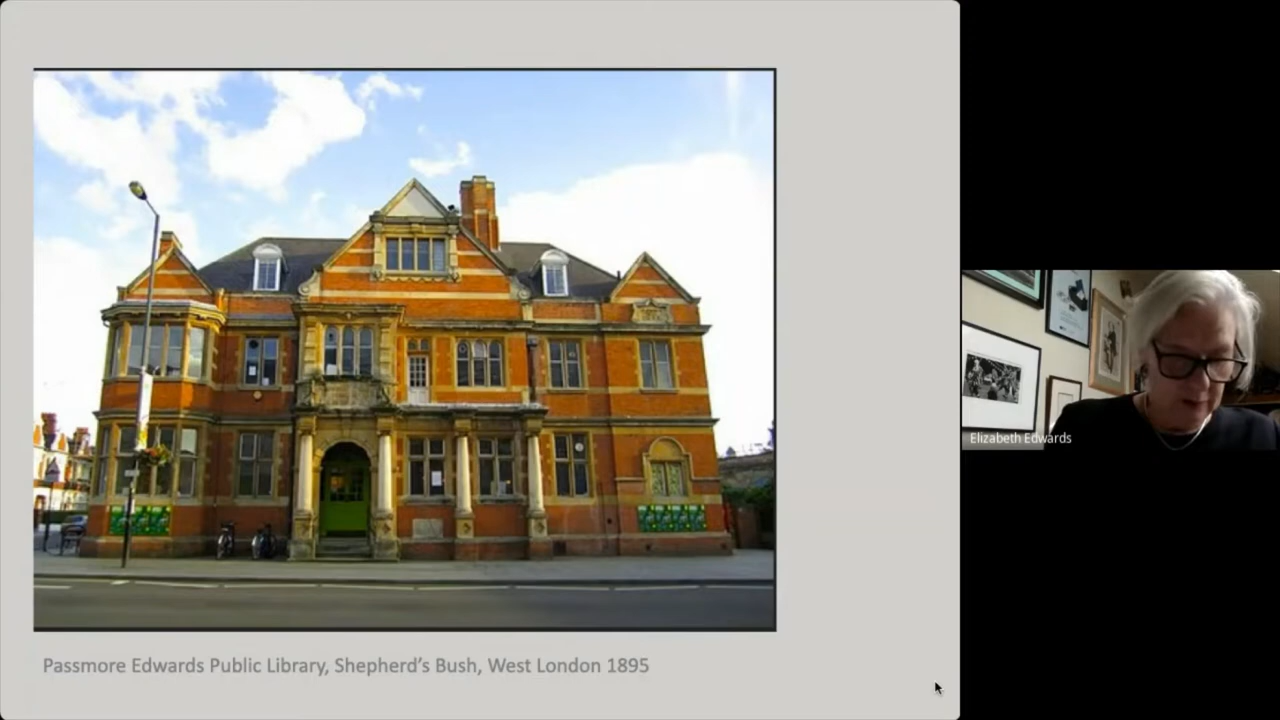 Passmore Edwards Public Library, Shepherd's Bush, West London 1895
Elizabeth Edwards